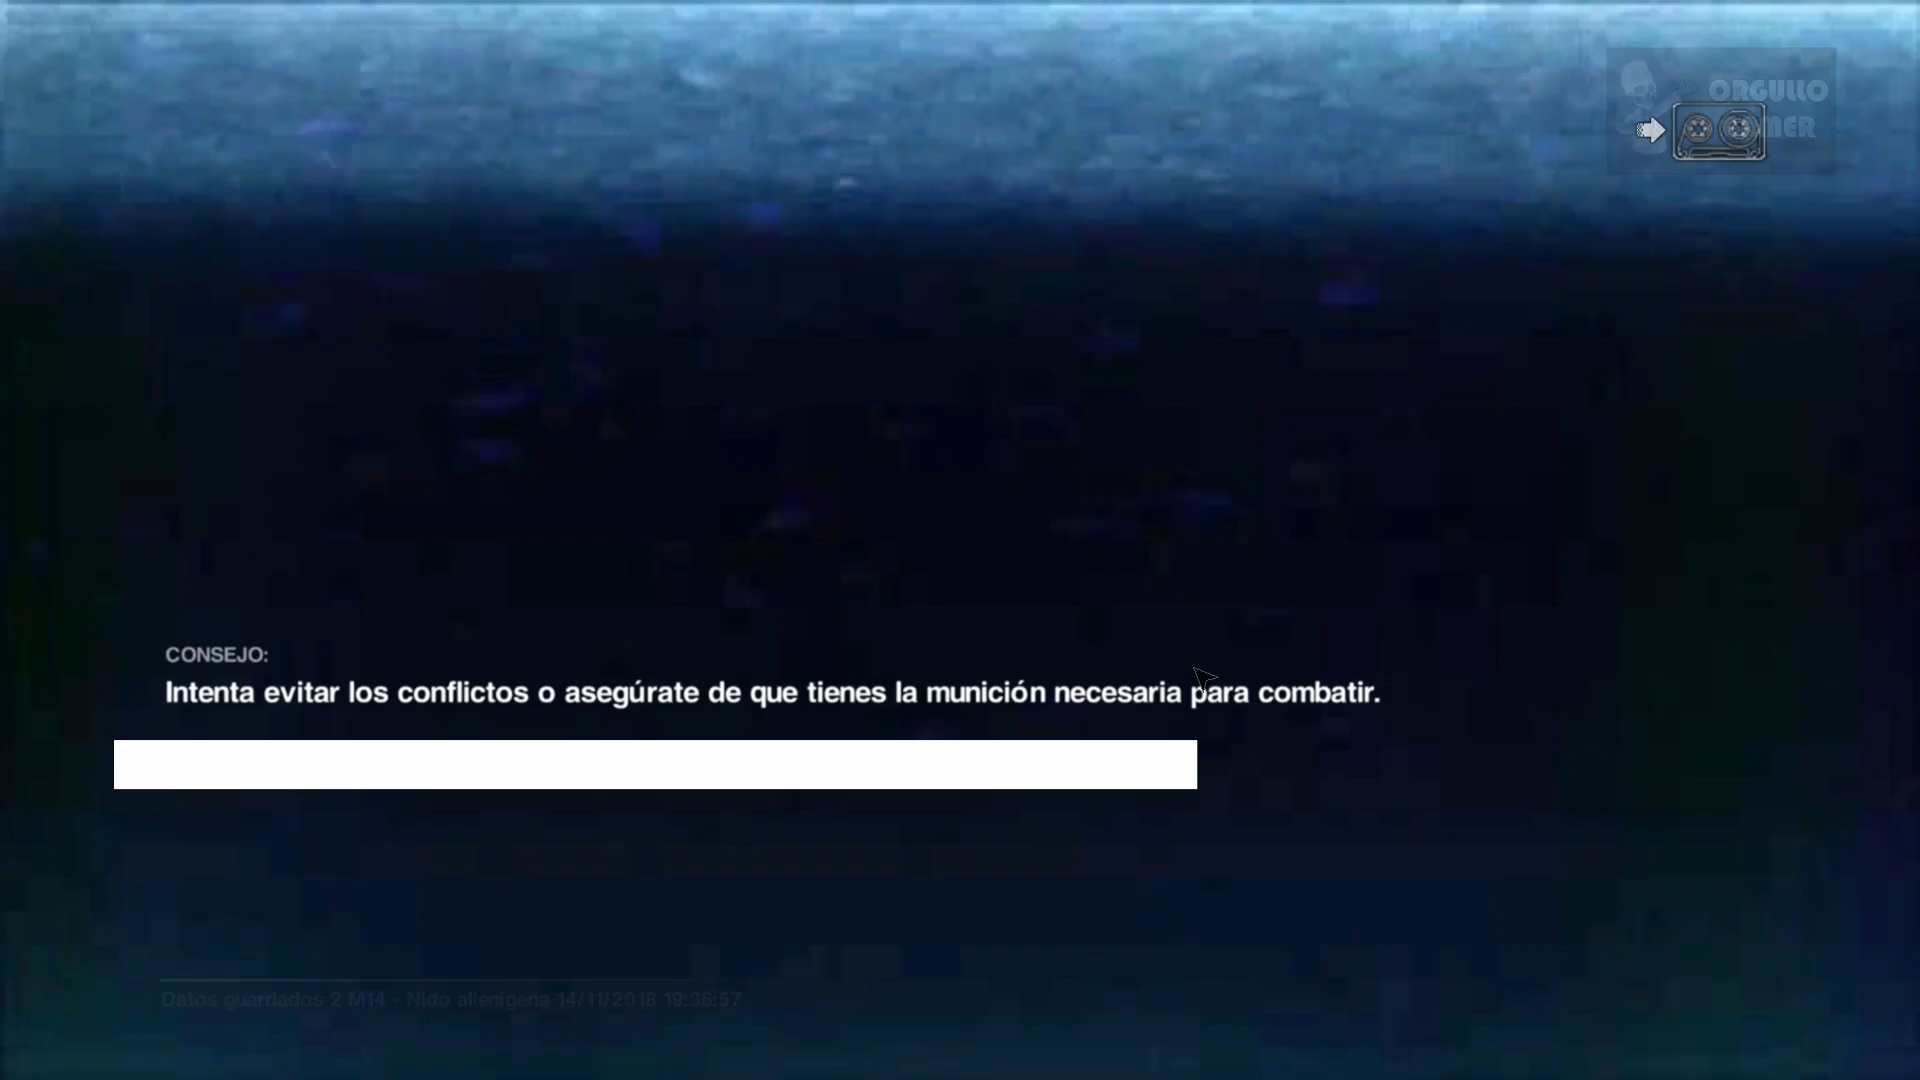 ORGULLO
CONSEJO:
Intenta evitar los conflictos o asegúrate de que tienes la munición necesaria para combatir.
Datos guardados 2 M14 - Nido alienígena 14/11/2018 19:36:57